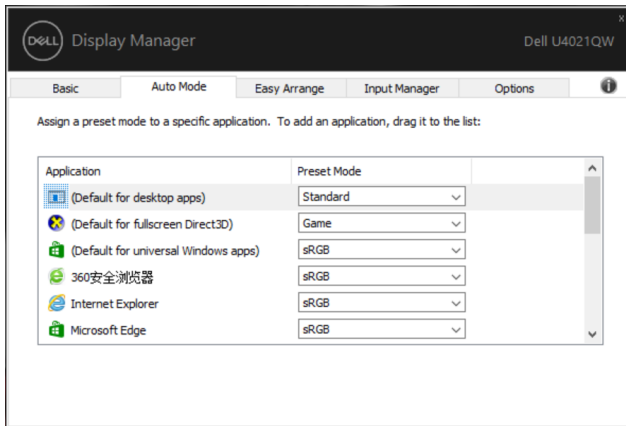 DELL Display Manager
x
Dell U4021QW
Basic Auto Mode Easy Arrange Input Manager Options i
Assign a preset mode to a specific application. To add an application, drag it to the list:
Application Preset Mode
(Default for desktop apps) Standard
(Default for fullscreen Direct3D) Game
(Default for universal Windows apps) sRGB
360安全浏览器 sRGB
Internet Explorer sRGB
Microsoft Edge sRGB